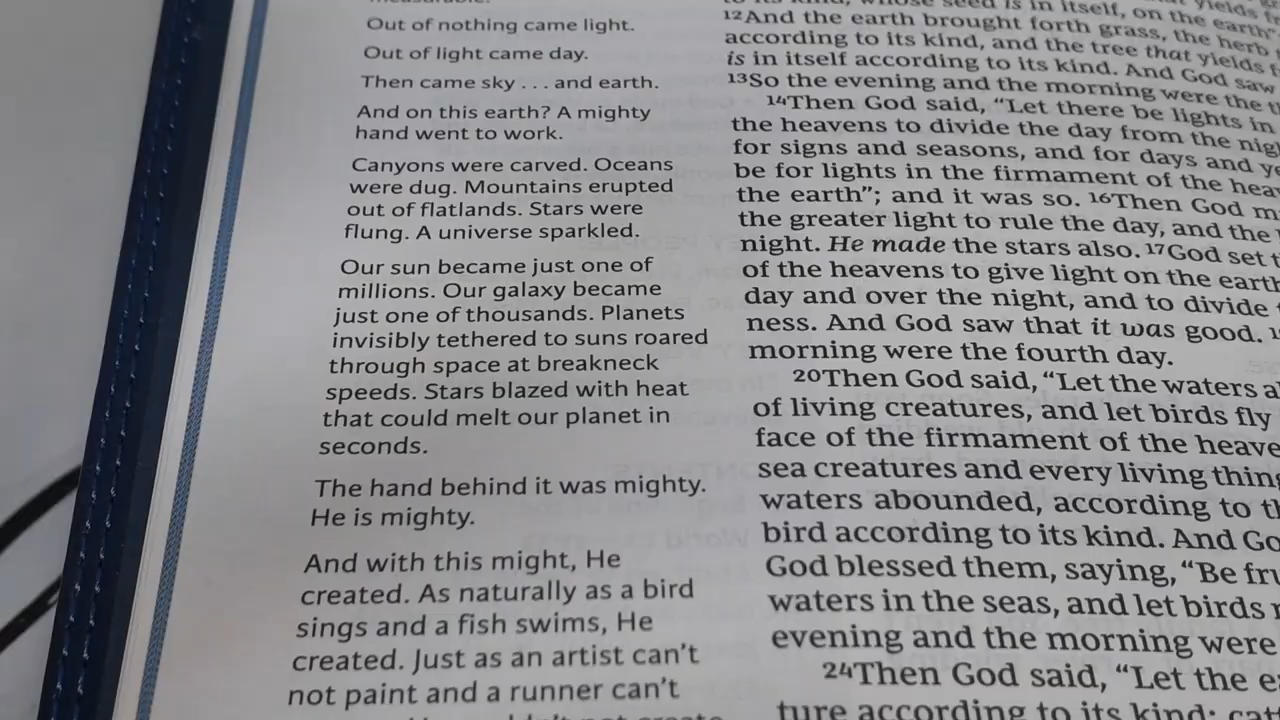 measurable.
Out of nothing came light.
Out of light came day.
Then came sky . . . and earth.
And on this earth? A mighty
hand went to work.
Canyons were carved. Oceans
were dug. Mountains erupted
out of flatlands. Stars were
flung. A universe sparkled.
Our sun became just one of
millions. Our galaxy became
just one of thousands. Planets
invisibly tethered to suns roared
through space at breakneck
speeds. Stars blazed with heat
that could melt our planet in
seconds.
The hand behind it was mighty.
He is mighty.
And with this might, He
created. As naturally as a bird
sings and a fish swims, He
created. Just as an artist can't
not paint and a runner can't
to its kind, whose seed is in itself, on the earth"
12And the earth brought forth grass, the herb
according to its kind, and the tree that yields
is in itself according to its kind. And God saw
13So the evening and the morning were the
14Then God said, “Let there be lights in
the heavens to divide the day from the
for signs and seasons, and for days and
be for lights in the firmament of the
the earth”; and it was so. 16Then God
the greater light to rule the day, and the
night. He made the stars also. 17God set
of the heavens to give light on the earth
day and over the night, and to divide
ness. And God saw that it was good.
morning were the fourth day.
20Then God said, “Let the waters
of living creatures, and let birds fly
face of the firmament of the
sea creatures and every living
waters abounded, according to
bird according to its kind. And
God blessed them, saying, “Be
waters in the seas, and let birds
evening and the morning were
24Then God said, “Let the
ture according to its kind: